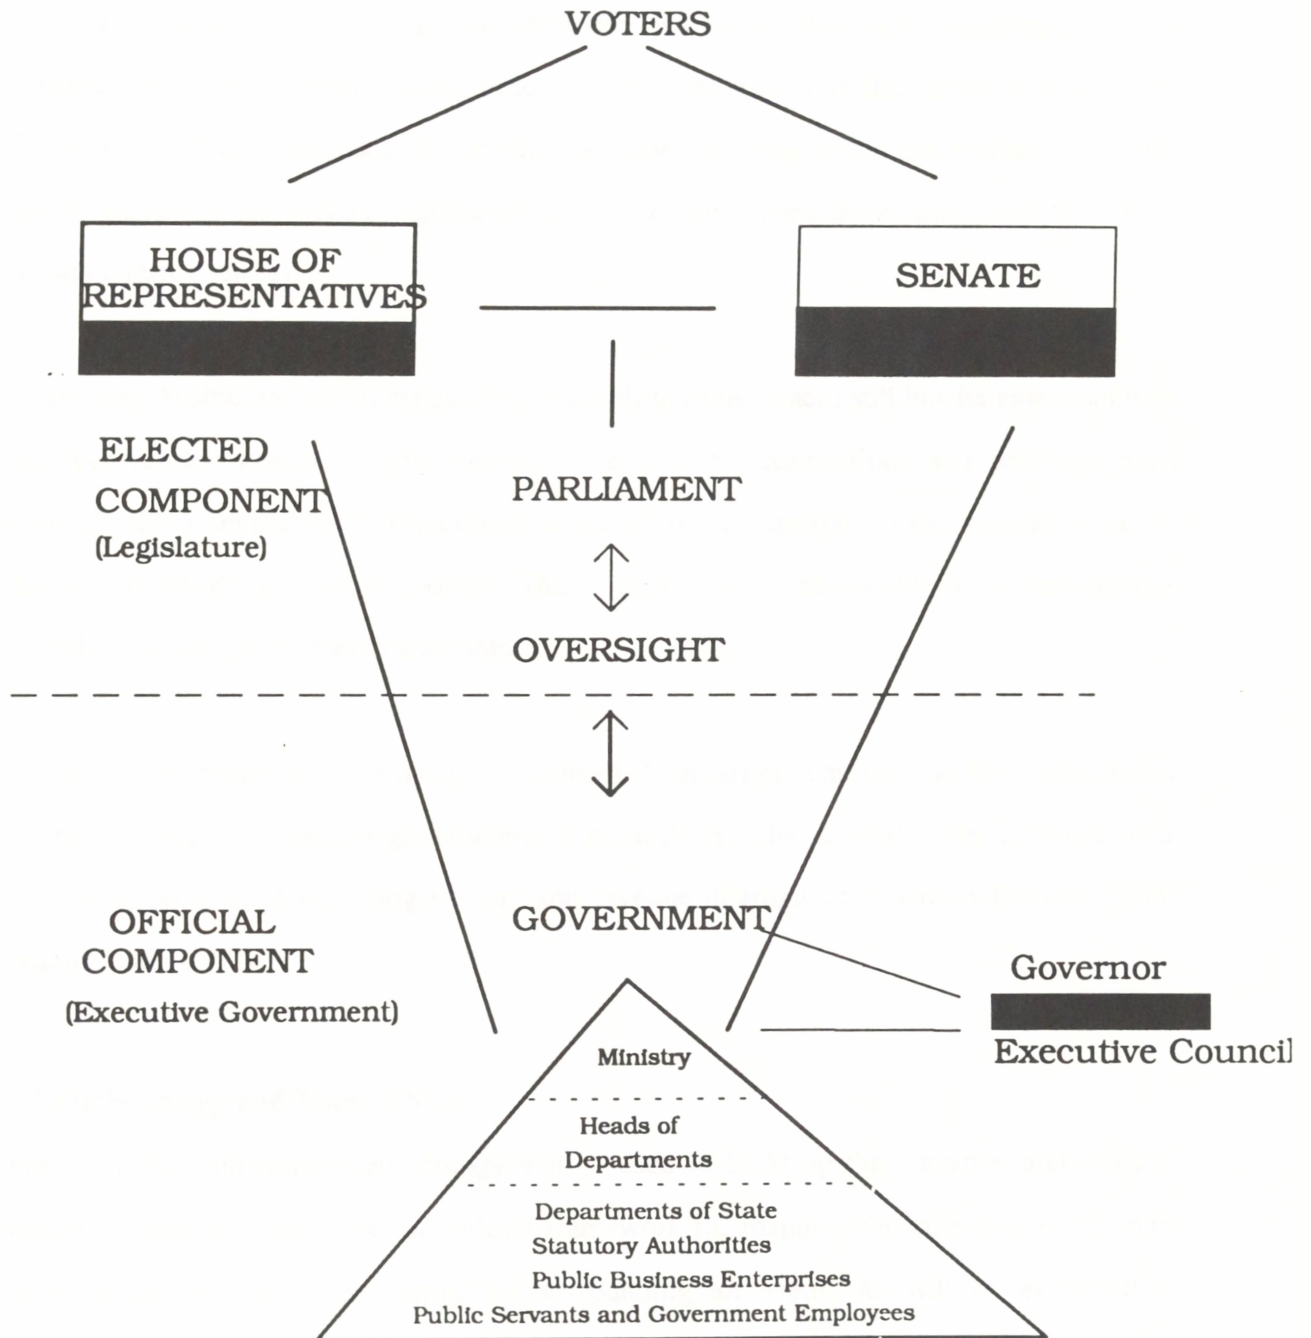 VOTERS
HOUSE OF
REPRESENTATIVES
SENATE
ELECTED
COMPONENT
(Legislature)
PARLIAMENT
OVERSIGHT
OFFICIAL
COMPONENT
(Executive Government)
GOVERNMENT
Governor
Executive Council
Ministry
Heads of
Departments
Departments of State
Statutory Authorities
Public Business Enterprises
Public Servants and Government Employees